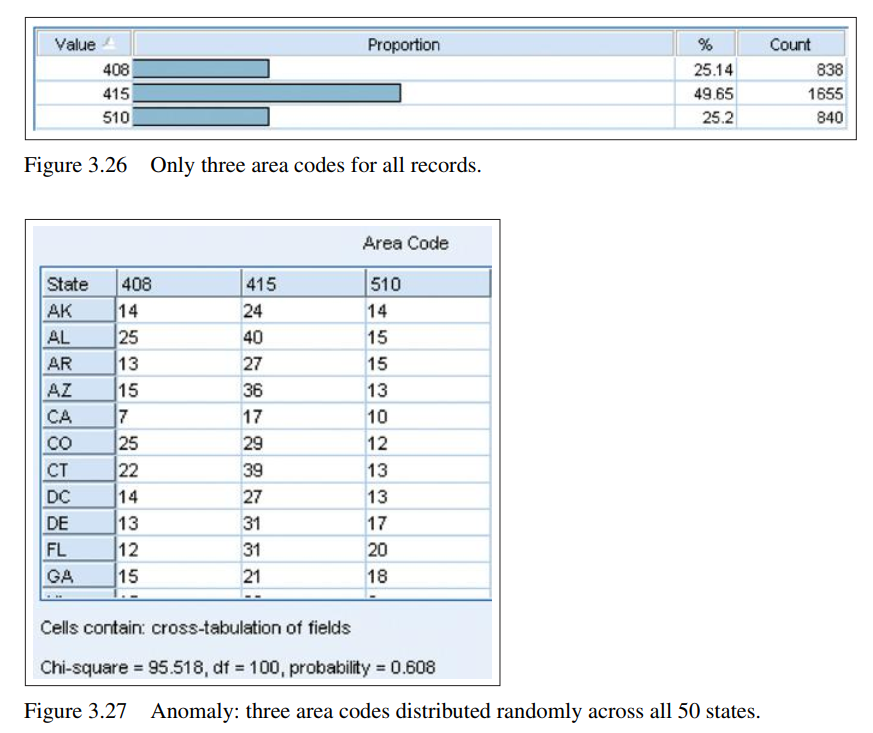 Value Proportion % Count
408 25.14 838
415 49.65 1655
510 25.2 840
Figure 3.26 Only three area codes for all records.
Area Code
State 408 415 510
AK 14 24 14
AL 25 40 15
AR 13 27 15
AZ 15 36 13
CA 7 17 10
CO 25 29 12
CT 22 39 13
DC 14 27 13
DE 13 31 17
FL 12 31 20
GA 15 21 18
Cells contain: cross-tabulation of fields
Chi-square = 95.518, df = 100, probability = 0.608
Figure 3.27 Anomaly: three area codes distributed randomly across all 50 states.